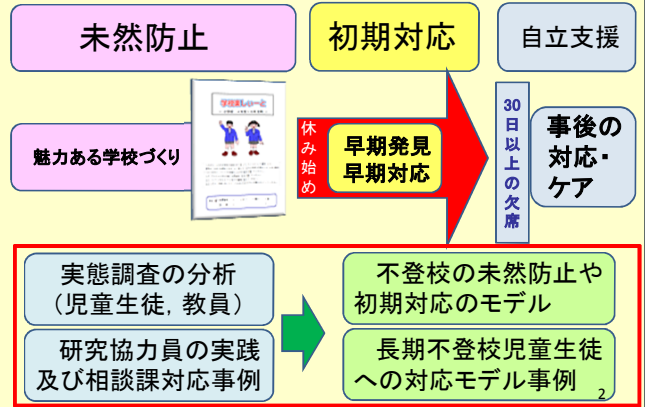 未然防止
初期対応
自立支援
魅力ある学校づくり
休み始め
早期発見
早期対応
30日以上の欠席
事後の
対応・
ケア
実態調査の分析
（児童生徒，教員）
研究協力員の実践
及び相談課対応事例
不登校の未然防止や
初期対応のモデル
長期不登校児童生徒
への対応モデル事例
2